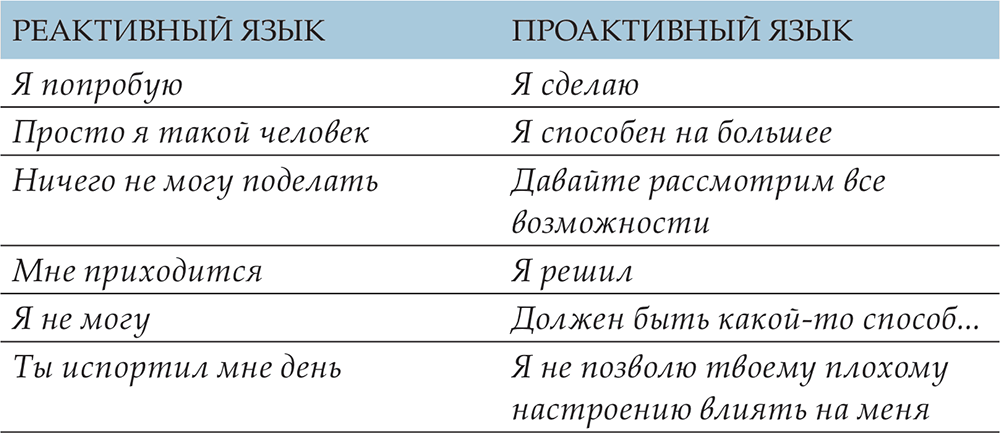 РЕАКТИВНЫЙ ЯЗЫК ПРОАКТИВНЫЙ ЯЗЫК
Я попробую Я сделаю
Просто я такой человек Я способен на большее
Ничего не могу поделать Давайте рассмотрим все
возможности
Мне приходится Я решил
Я не могу Должен быть какой-то способ...
Ты испортил мне день Я не позволю твоему плохому
настроению влиять на меня